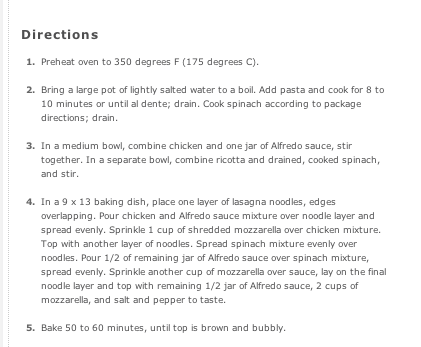 Directions
1. Preheat oven to 350 degrees F (175 degrees C).
2. Bring a large pot of lightly salted water to a boil. Add pasta and cook for 8 to
10 minutes or until al dente; drain. Cook spinach according to package
directions; drain.
3. In a medium bowl, combine chicken and one jar of Alfredo sauce, stir
together. In a separate bowl, combine ricotta and drained, cooked spinach,
and stir.
4. In a 9 x 13 baking dish, place one layer of lasagna noodles, edges
overlapping. Pour chicken and Alfredo sauce mixture over noodle layer and
spread evenly. Sprinkle 1 cup of shredded mozzarella over chicken mixture.
Top with another layer of noodles. Spread spinach mixture evenly over
noodles. Pour 1/2 of remaining jar of Alfredo sauce over spinach mixture,
spread evenly. Sprinkle another cup of mozzarella over sauce, lay on the final
noodle layer and top with remaining 1/2 jar of Alfredo sauce, 2 cups of
mozzarella, and salt and pepper to taste.
5. Bake 50 to 60 minutes, until top is brown and bubbly.